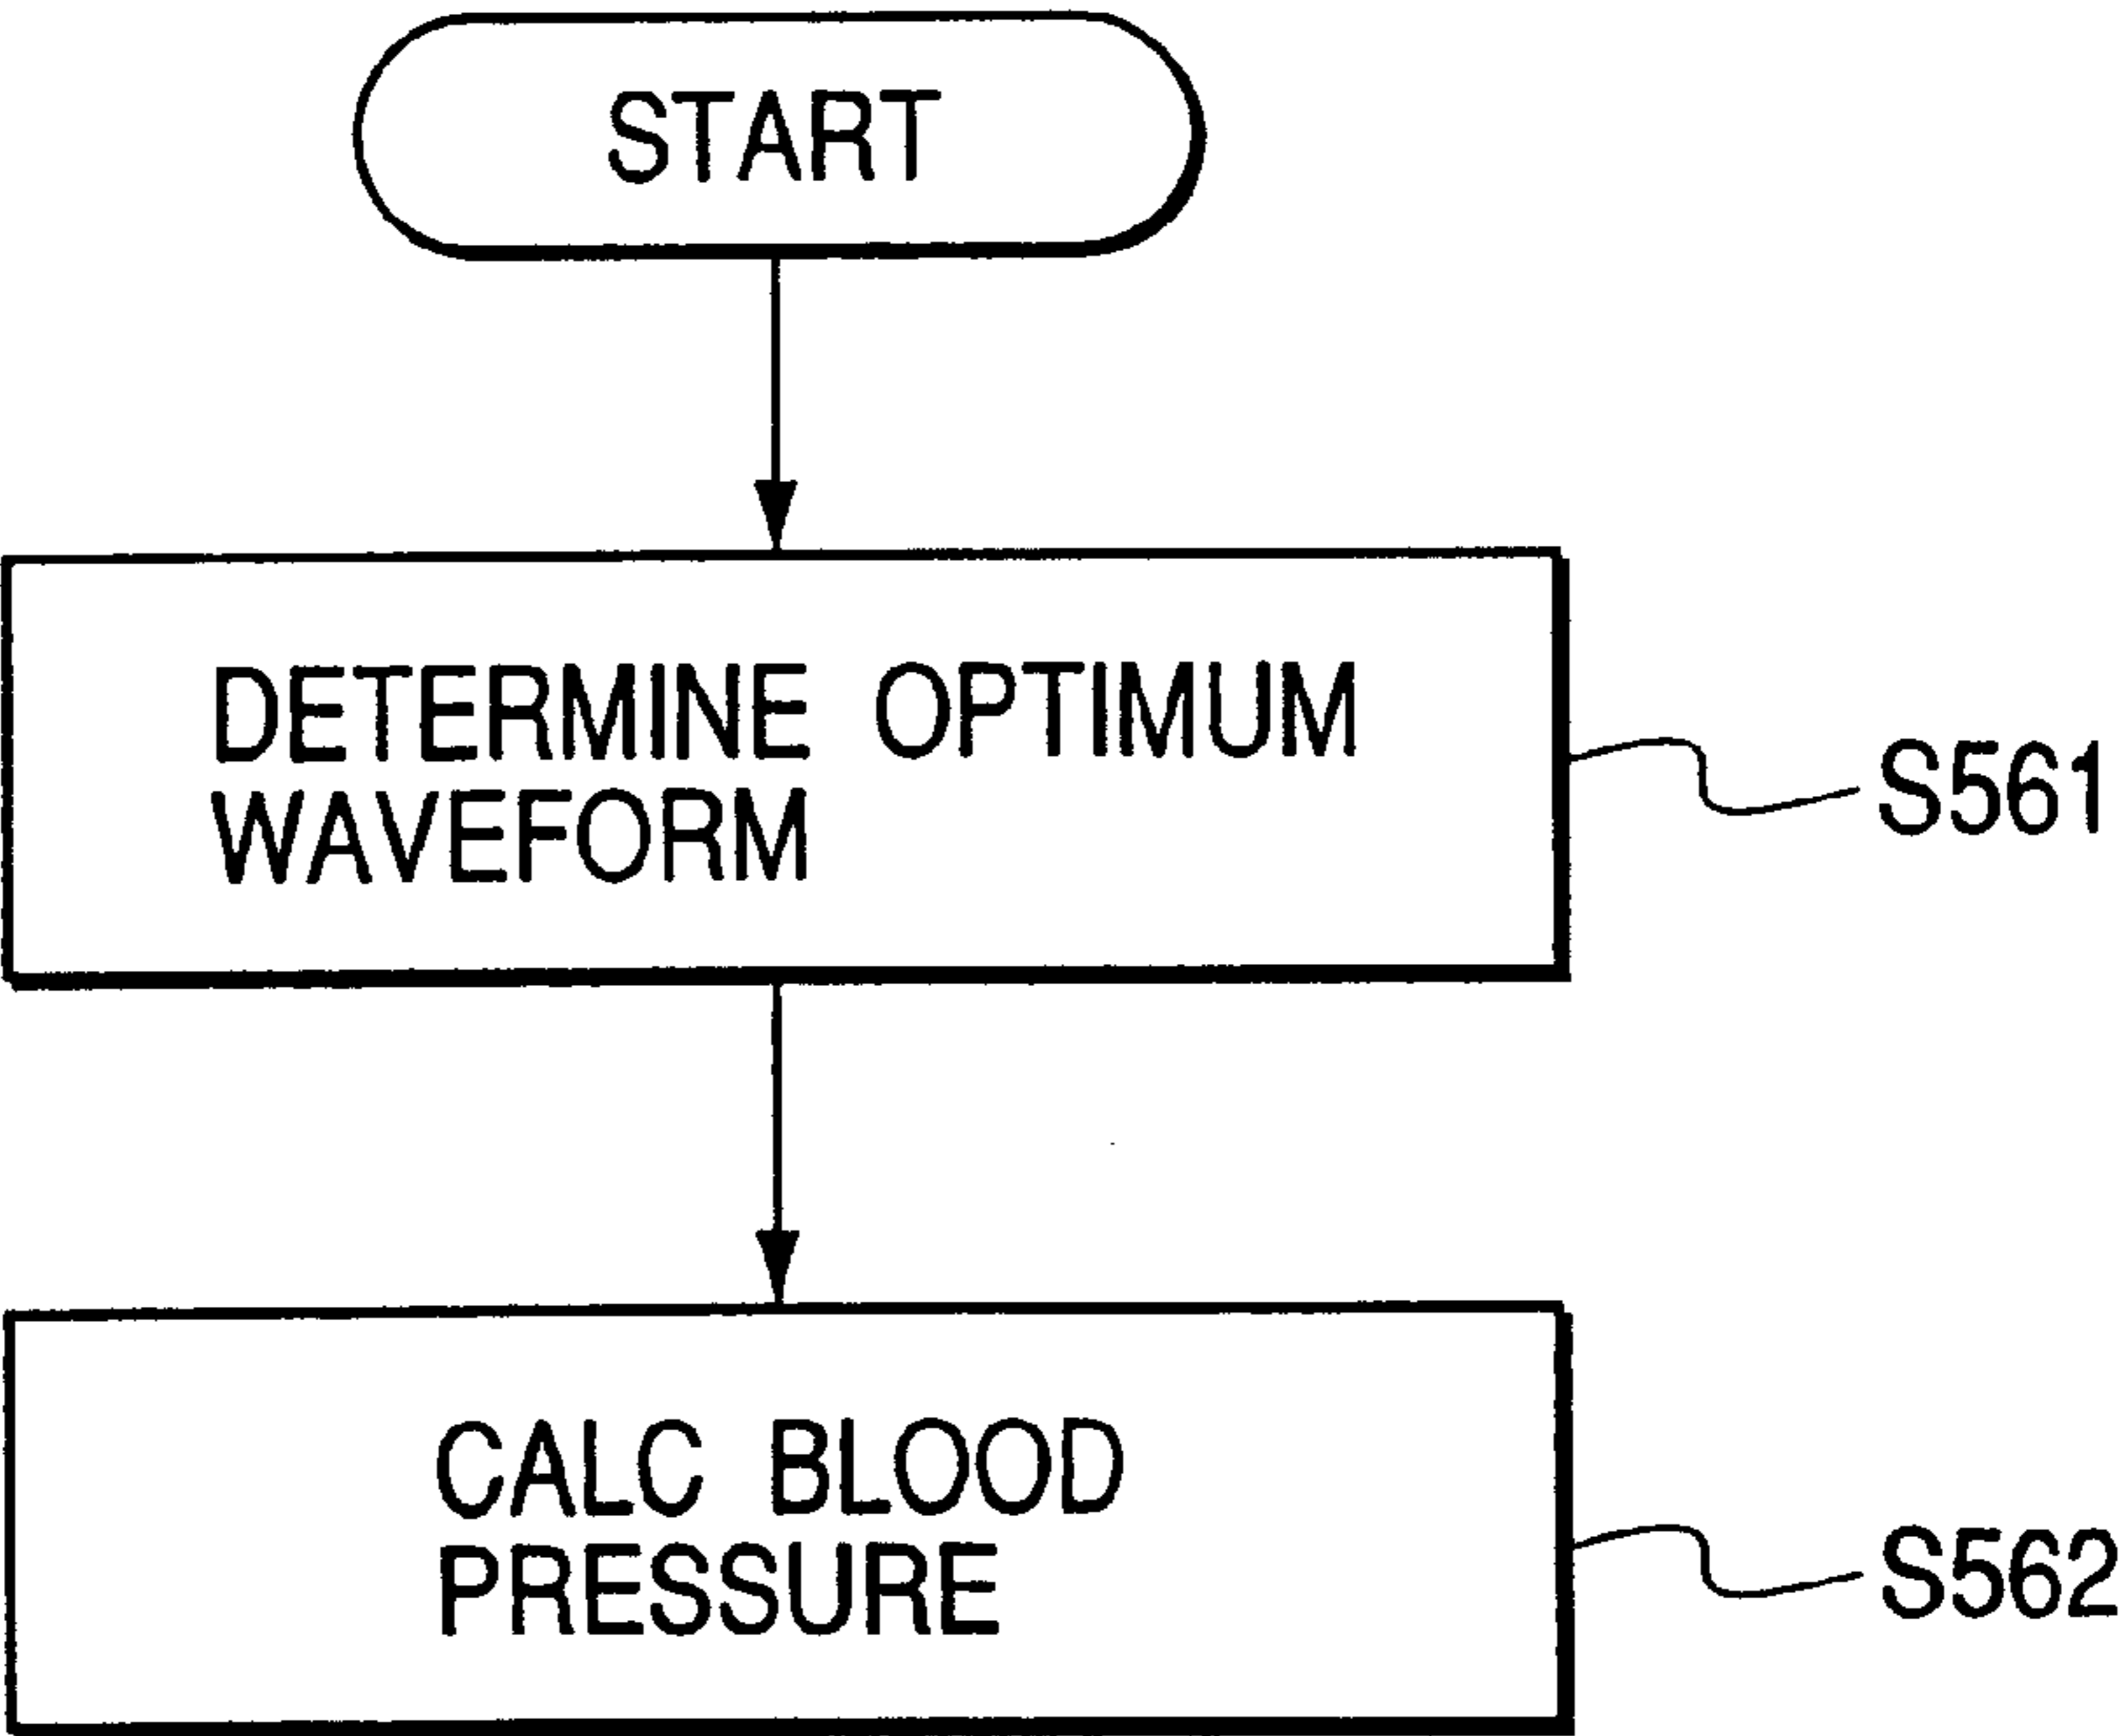 START
DETERMINE OPTIMUM
WAVEFORM
S561
CALC BLOOD
PRESSURE
S562